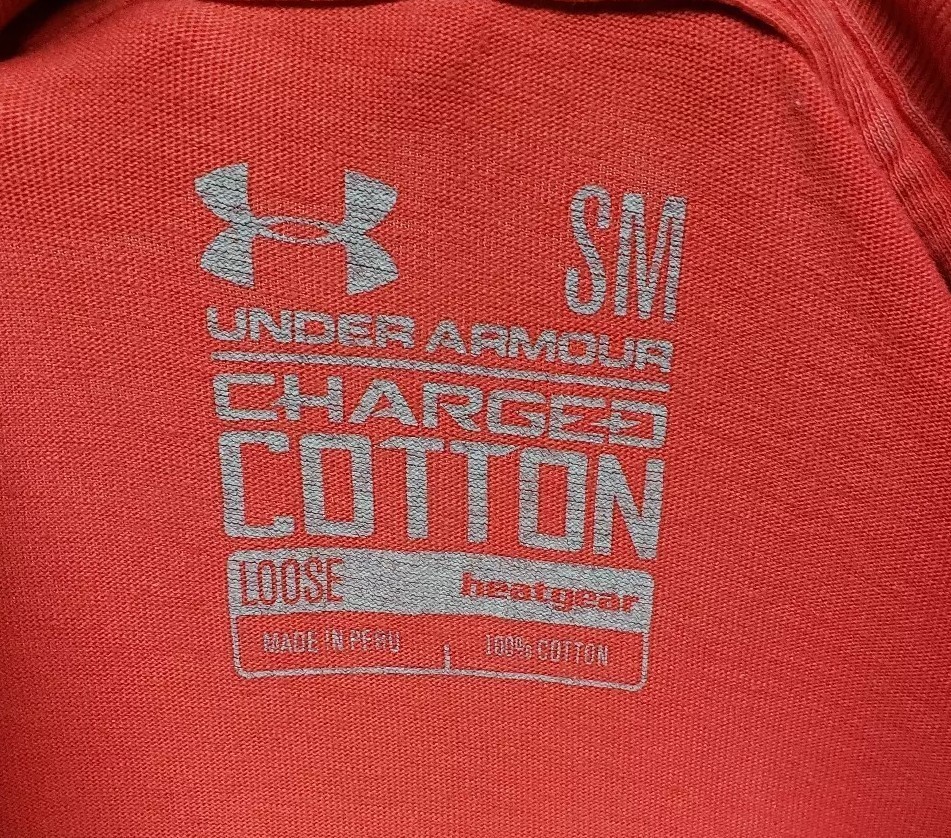 SM
UNDER ARMOUR
CHARGED
COTTON
LOOSE heatgear
MADE IN PERU 100% COTTON